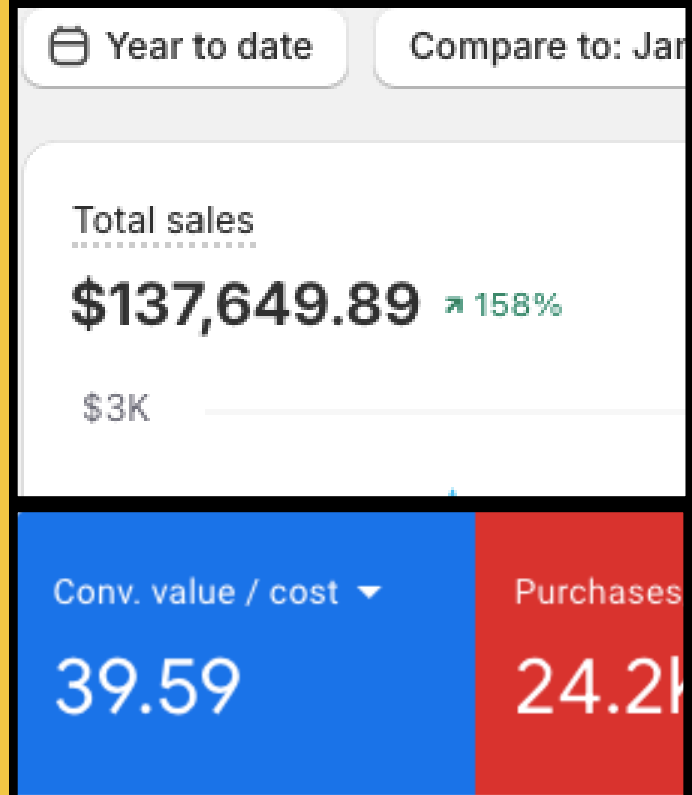 Year to date
Compare to: Jan
Total sales
$137,649.89 158%
$3K
Conv. value / cost
Purchases
39.59
24.2k